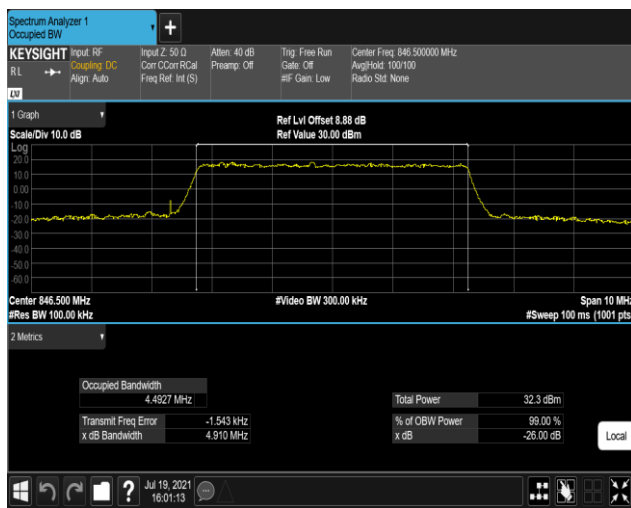 Spectrum Analyzer 1
Occupied BW
KEYSIGHT Input: RF Input Z: 50 Ω Atten: 40 dB Trig: Free Run Center Freq: 846.500000 MHz
RL Coupling: DC Corr CCorr RCal Preamp: Off Gate: Off Avg|Hold: 100/100
Align: Auto Freq Ref: Int (S) #IF Gain: Low Radio Std: None
LXI
1 Graph Ref Lvl Offset 8.88 dB
Scale/Div 10.0 dB Ref Value 30.00 dBm
Log
20.0
10.0
0.00
-10.0
-20.0
-30.0
-40.0
-50.0
-60.0
Center 846.500 MHz #Video BW 300.00 kHz Span 10 MHz
#Res BW 100.00 kHz #Sweep 100 ms (1001 pts
2 Metrics
Occupied Bandwidth
4.4927 MHz Total Power 32.3 dBm
Transmit Freq Error -1.543 kHz % of OBW Power 99.00 %
x dB Bandwidth 4.910 MHz x dB -26.00 dB
Local
? Jul 19, 2021
16:01:13